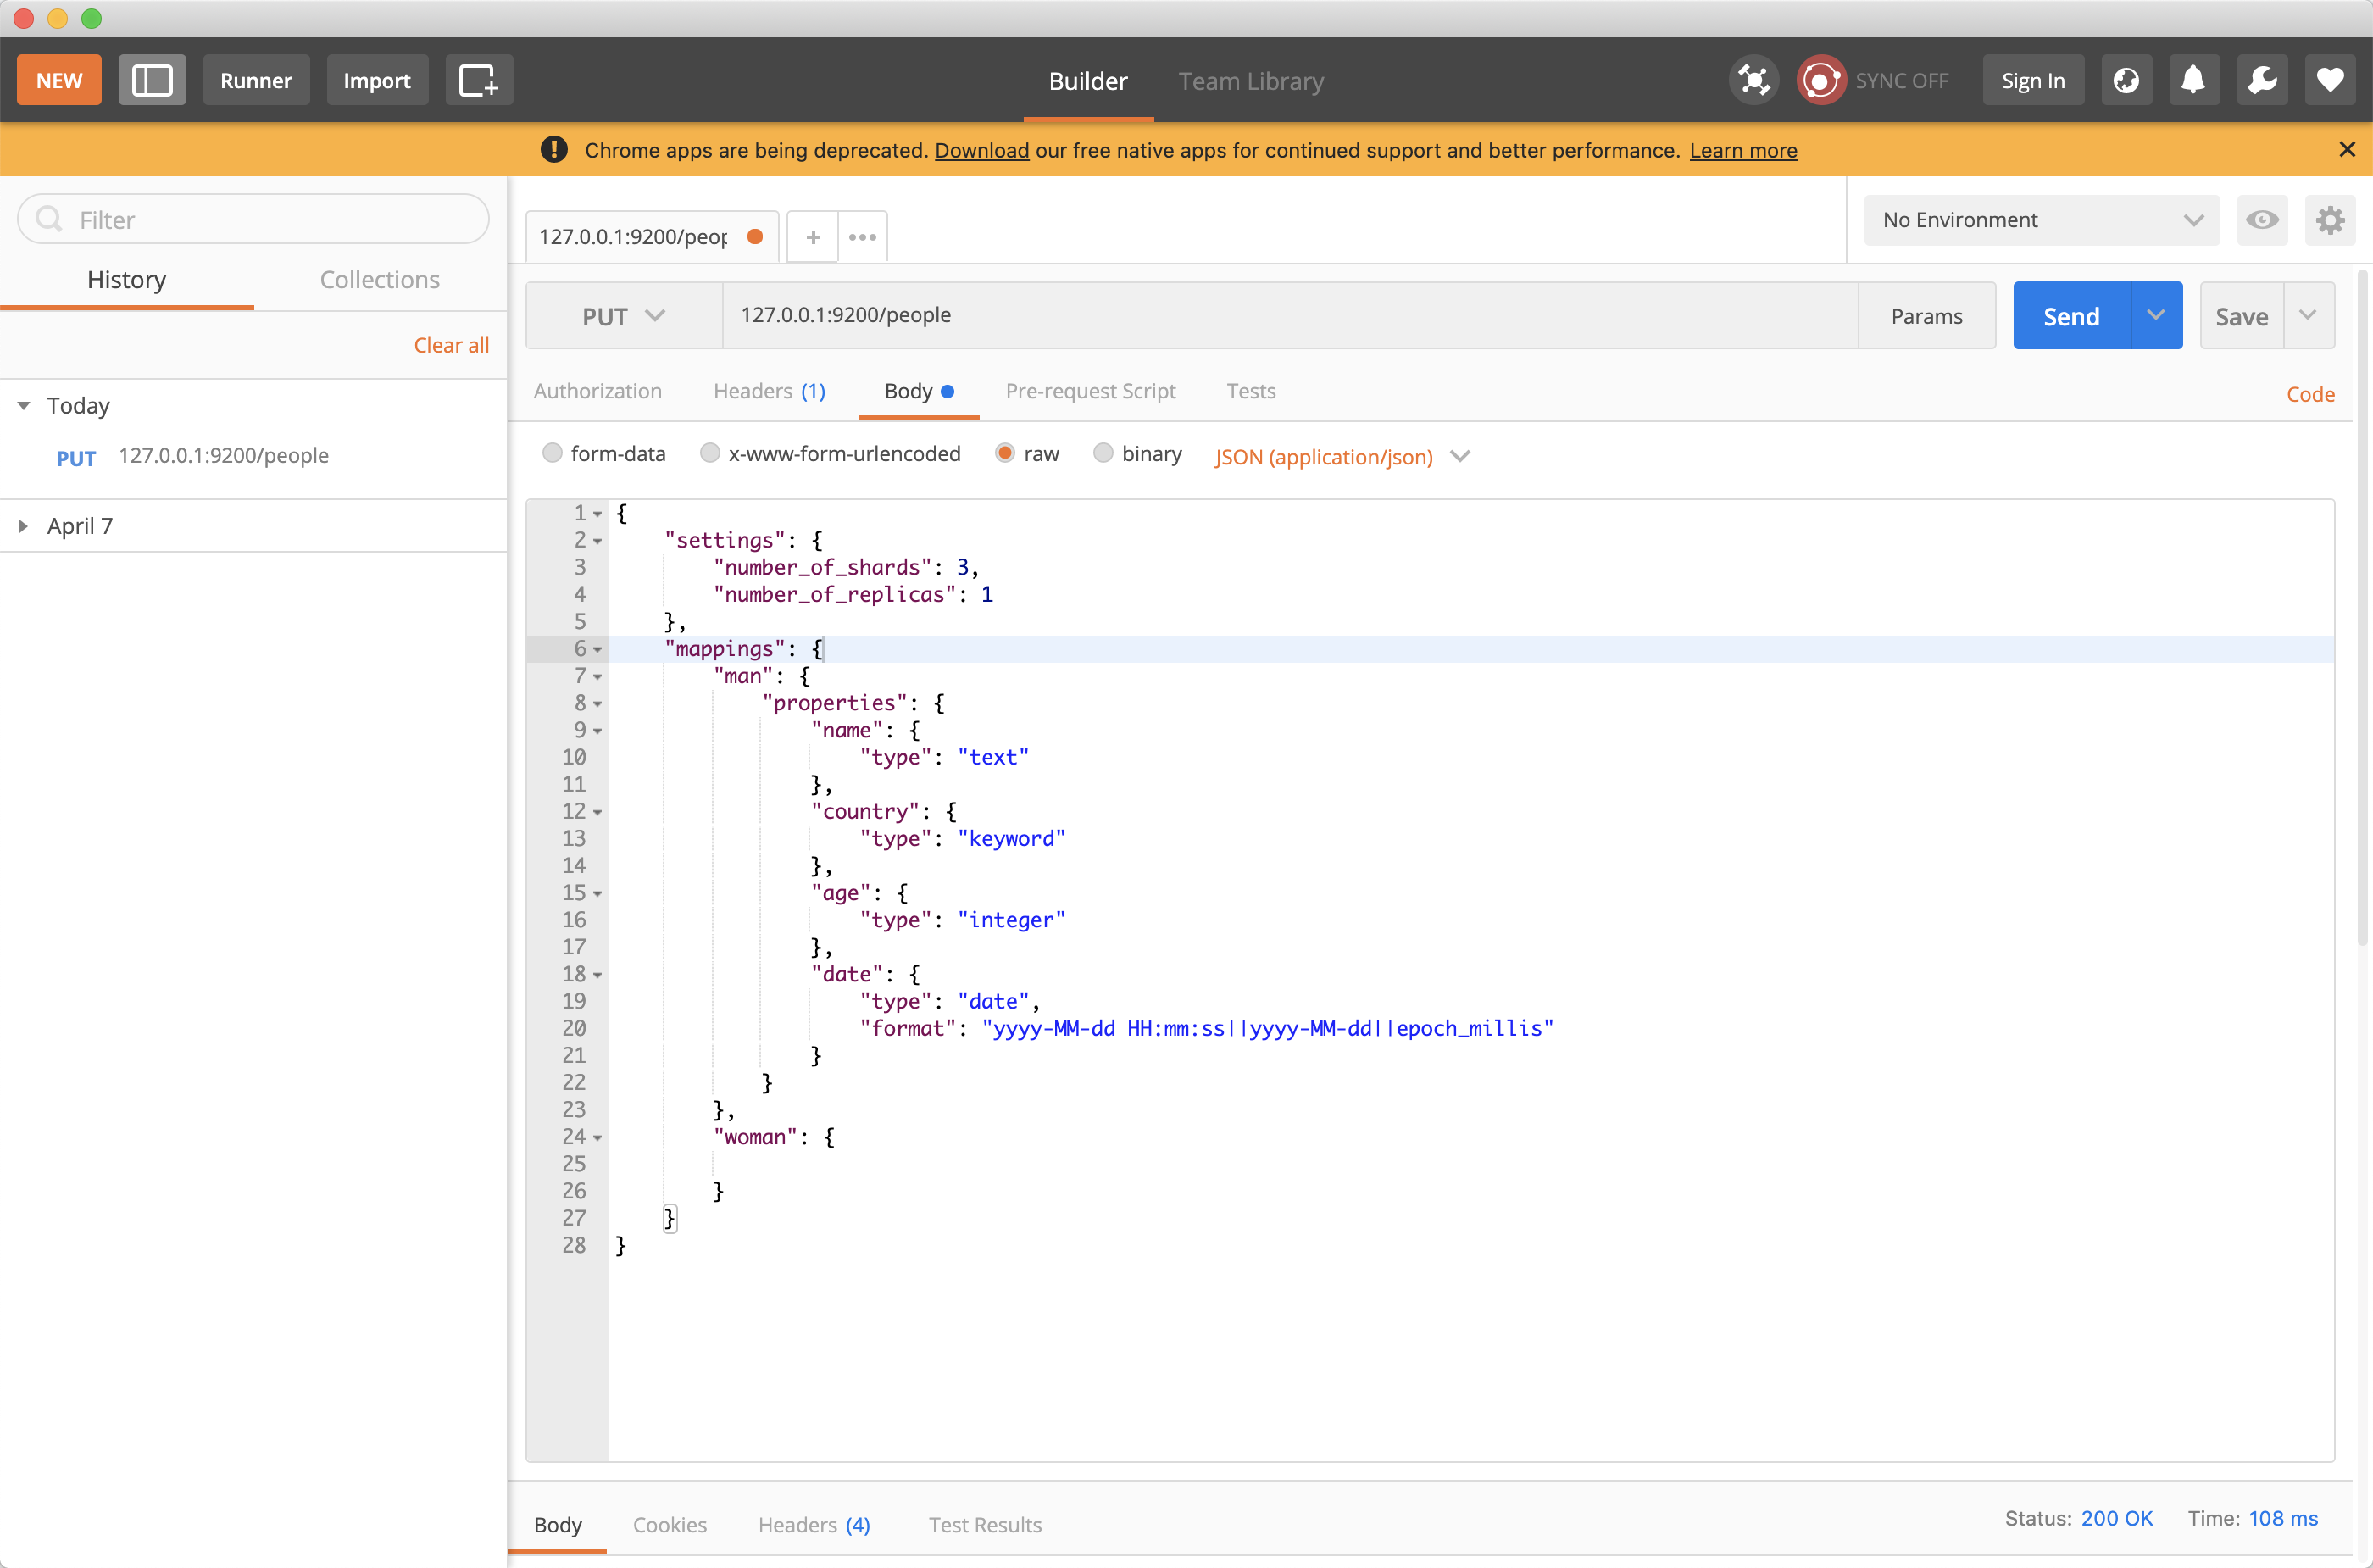 NEW Runner Import Builder Team Library SYNC OFF Sign In
Chrome apps are being deprecated. Download our free native apps for continued support and better performance. Learn more
Filter
History Collections
Clear all
Today
PUT 127.0.0.1:9200/people
April 7
127.0.0.1:9200/peop
No Environment
PUT 127.0.0.1:9200/people Params Send Save
Authorization Headers (1) Body Pre-request Script Tests Code
form-data x-www-form-urlencoded raw binary JSON (application/json)
1 {
2 "settings": {
3 "number_of_shards": 3,
4 "number_of_replicas": 1
5 },
6 "mappings": {
7 "man": {
8 "properties": {
9 "name": {
10 "type": "text"
11 },
12 "country": {
13 "type": "keyword"
14 },
15 "age": {
16 "type": "integer"
17 },
18 "date": {
19 "type": "date",
20 "format": "yyyy-MM-dd HH:mm:ss||yyyy-MM-dd||epoch_millis"
21 }
22 }
23 },
24 "woman": {
25
26 }
27 }
28 }
Body Cookies Headers (4) Test Results Status: 200 OK Time: 108 ms